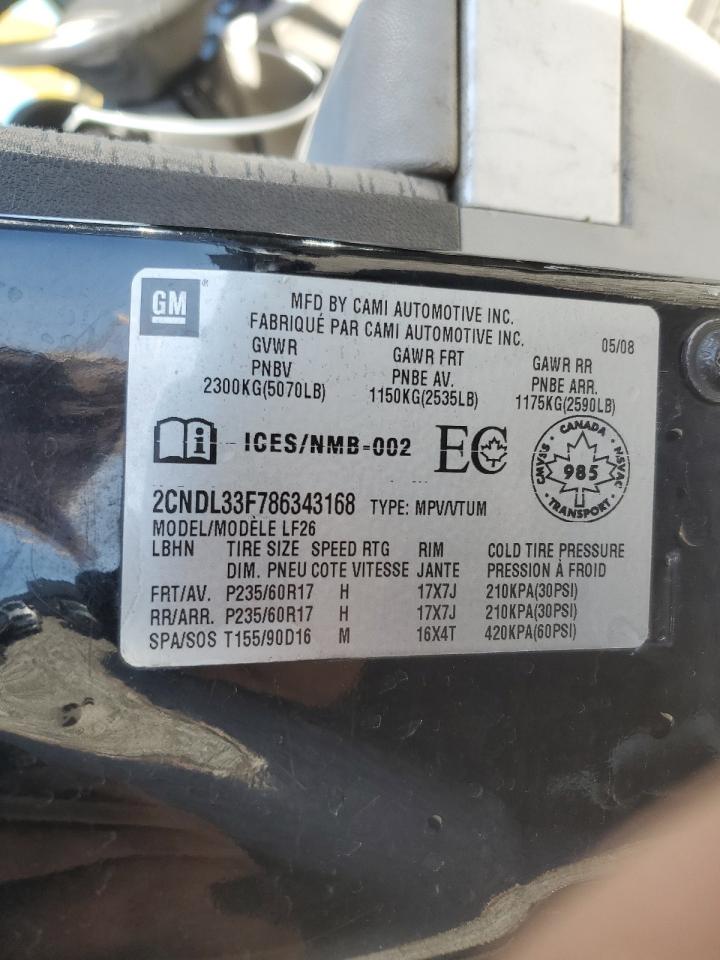 GM
MFD BY CAMI AUTOMOTIVE INC.
FABRIQUÉ PAR CAMI AUTOMOTIVE INC.
05/08
GVWR GAWR FRT GAWR RR
PNBV PNBE AV. PNBE ARR.
2300KG(5070LB) 1150KG(2535LB) 1175KG(2590LB)
i ICES/NMB-002 EC
CANADA
CMVSS 985 NSVAC
TRANSPORT
2CNDL33F786343168 TYPE: MPV/VTUM
MODEL/MODÈLE LF26
LBHN TIRE SIZE SPEED RTG RIM COLD TIRE PRESSURE
DIM. PNEU COTE VITESSE JANTE PRESSION À FROID
FRT/AV. P235/60R17 H 17X7J 210KPA(30PSI)
RR/ARR. P235/60R17 H 17X7J 210KPA(30PSI)
SPA/SOS T155/90D16 M 16X4T 420KPA(60PSI)